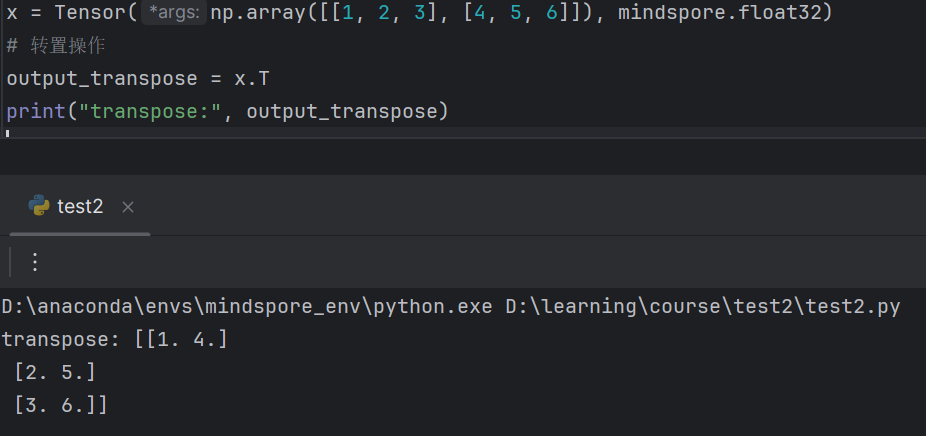 x = Tensor( *args: np.array([[1, 2, 3], [4, 5, 6]]), mindspore.float32)
# 转置操作
output_transpose = x.T
print("transpose:", output_transpose)
test2 ×
D:\anaconda\envs\mindspore_env\python.exe D:\learning\course\test2\test2.py
transpose: [[1. 4.]
 [2. 5.]
 [3. 6.]]